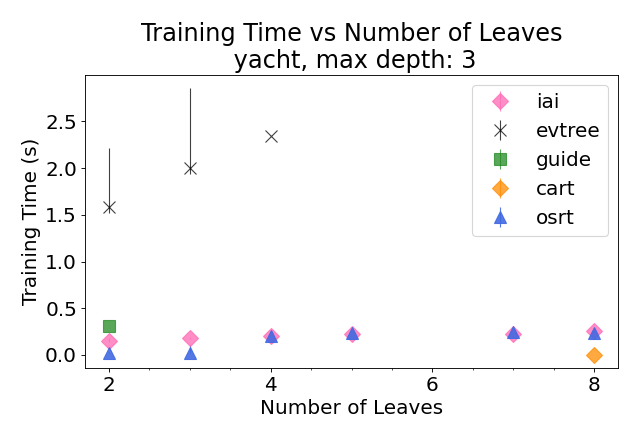 Training Time vs Number of Leaves
yacht, max depth: 3
iai
evtree
guide
cart
osrt
Training Time (s)
2.5
2.0
1.5
1.0
0.5
0.0
2
4
6
8
Number of Leaves